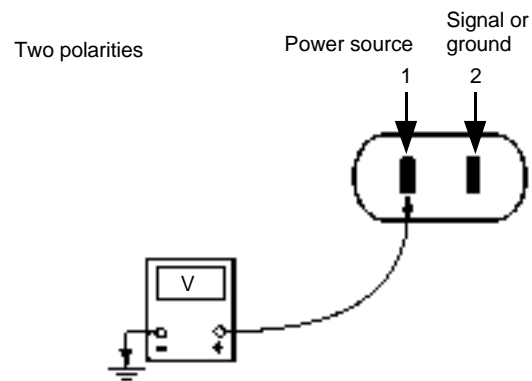 Two polarities
Power source
Signal or
ground
1
2
V
-
+